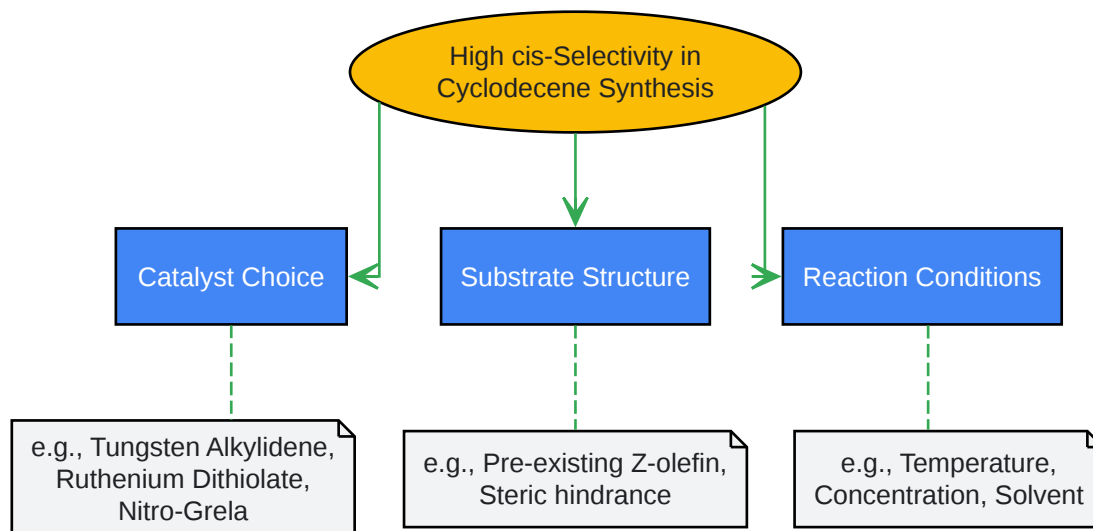 High cis-Selectivity in
Cyclodecene Synthesis
Catalyst Choice
Substrate Structure
Reaction Conditions
e.g., Tungsten Alkylidene,
Ruthenium Dithiolate,
Nitro-Grela
e.g., Pre-existing Z-olefin,
Steric hindrance
e.g., Temperature,
Concentration, Solvent